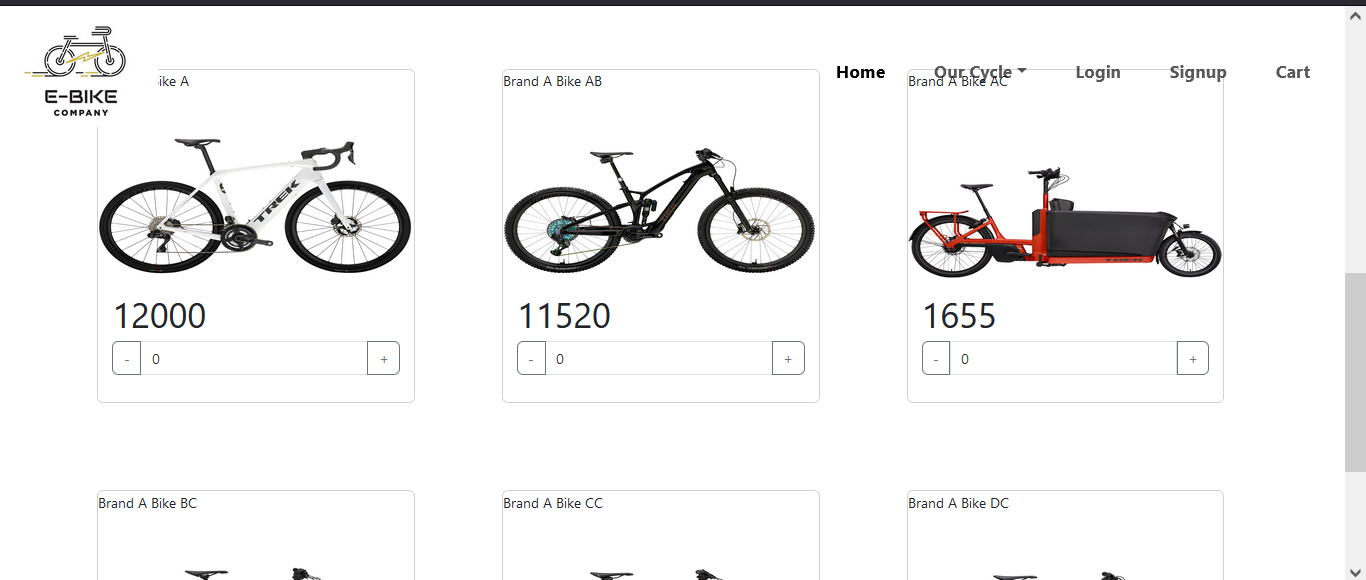 E-BIKE
COMPANY
Home
Our Cycle
Login
Signup
Cart
ike A
Brand A Bike AB
Brand A Bike AC
TREK
12000
11520
1655
- 0 +
- 0 +
- 0 +
Brand A Bike BC
Brand A Bike CC
Brand A Bike DC